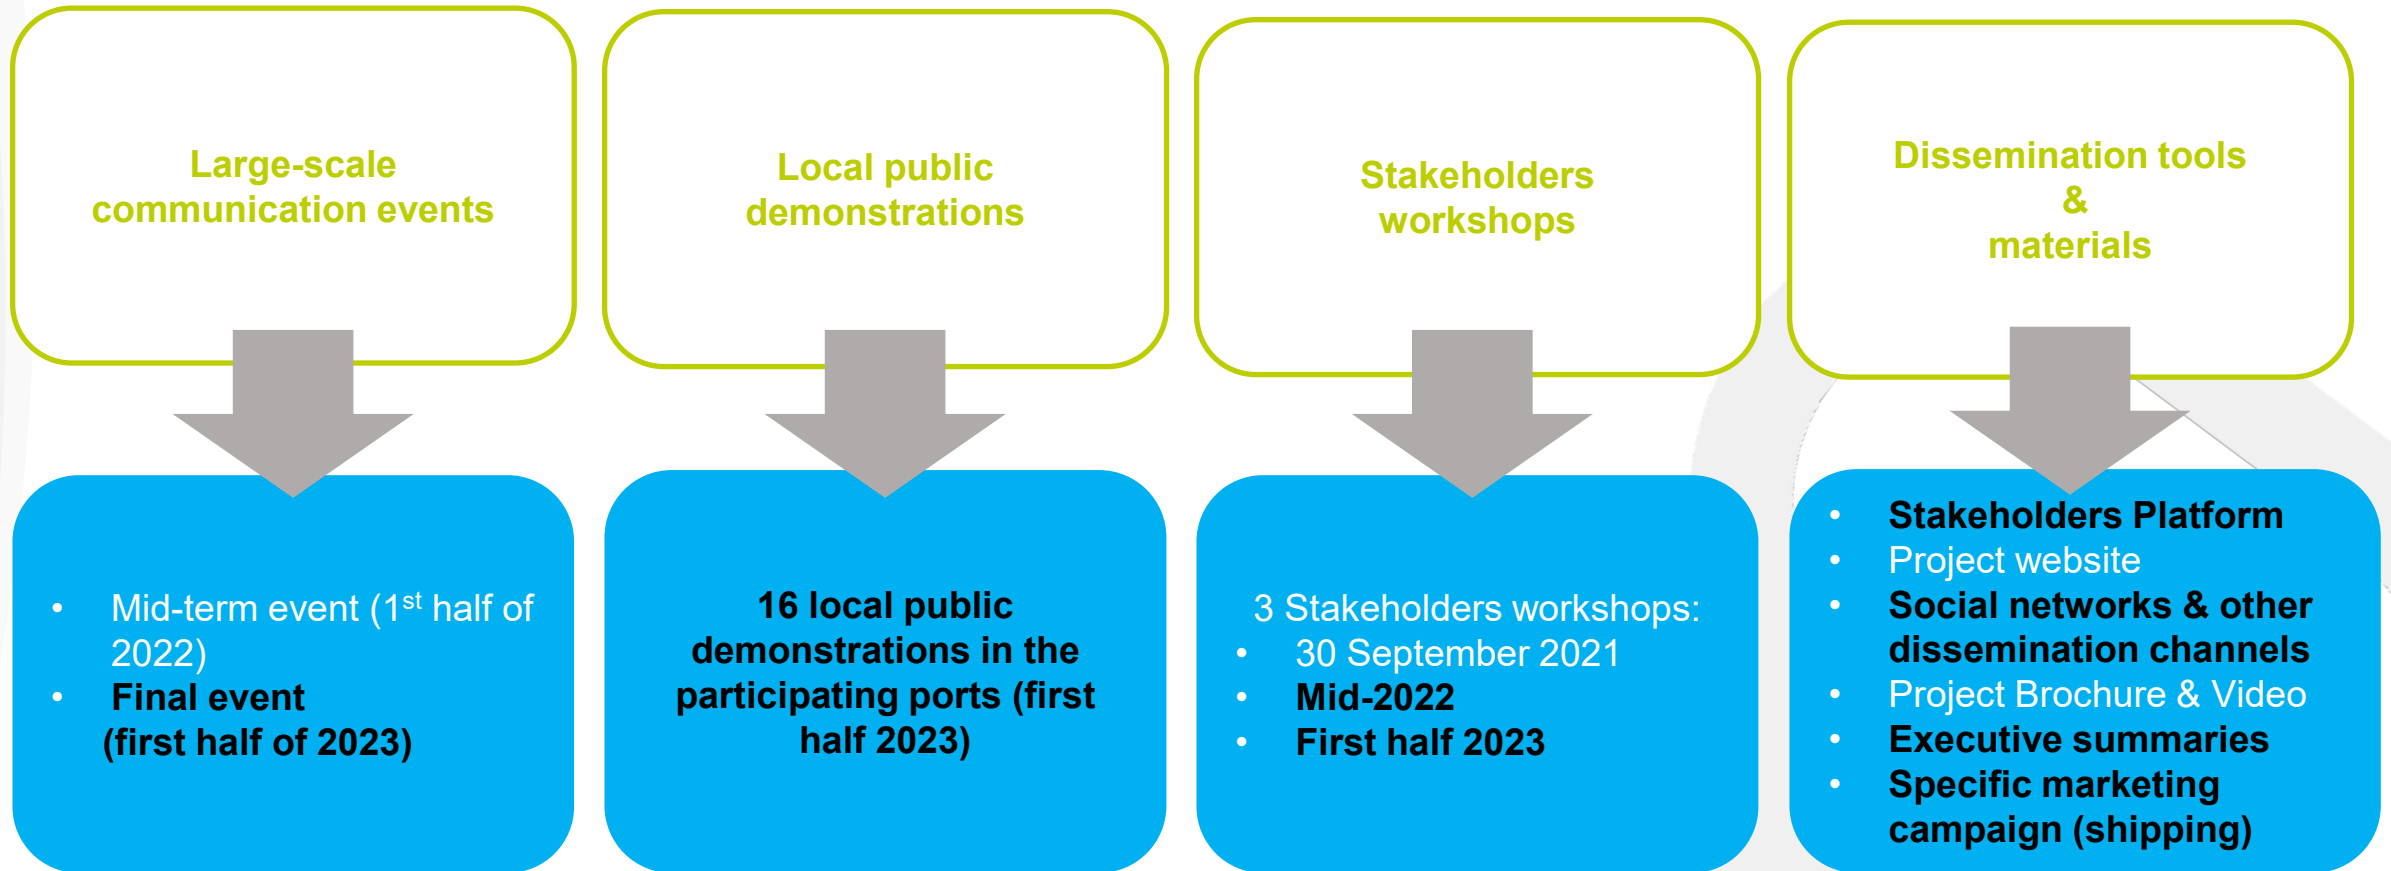 Large-scale
communication events
Local public
demonstrations
Stakeholders
workshops
Dissemination tools
&
materials
• Mid-term event (1st half of
2022)
• Final event
(first half of 2023)
16 local public
demonstrations in the
participating ports (first
half 2023)
3 Stakeholders workshops:
• 30 September 2021
• Mid-2022
• First half 2023
• Stakeholders Platform
• Project website
• Social networks & other
dissemination channels
• Project Brochure & Video
• Executive summaries
• Specific marketing
campaign (shipping)